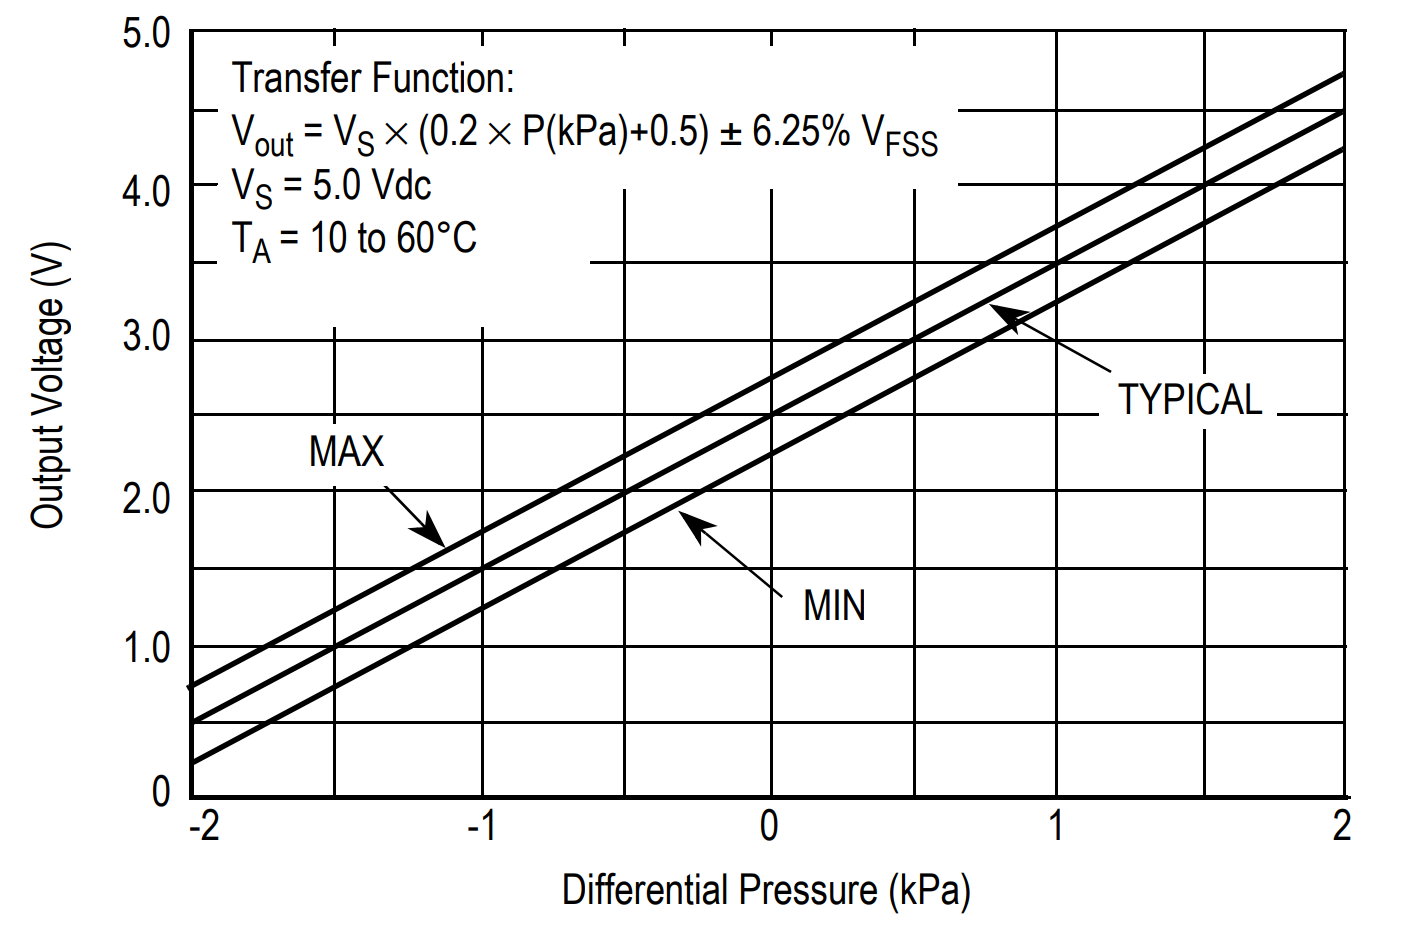 5.0
Transfer Function:
Vout = VS × (0.2 × P(kPa)+0.5) ± 6.25% VFSS
VS = 5.0 Vdc
TA = 10 to 60°C
4.0
3.0
2.0
1.0
0
Output Voltage (V)
TYPICAL
MAX
MIN
-2 -1 0 1 2
Differential Pressure (kPa)